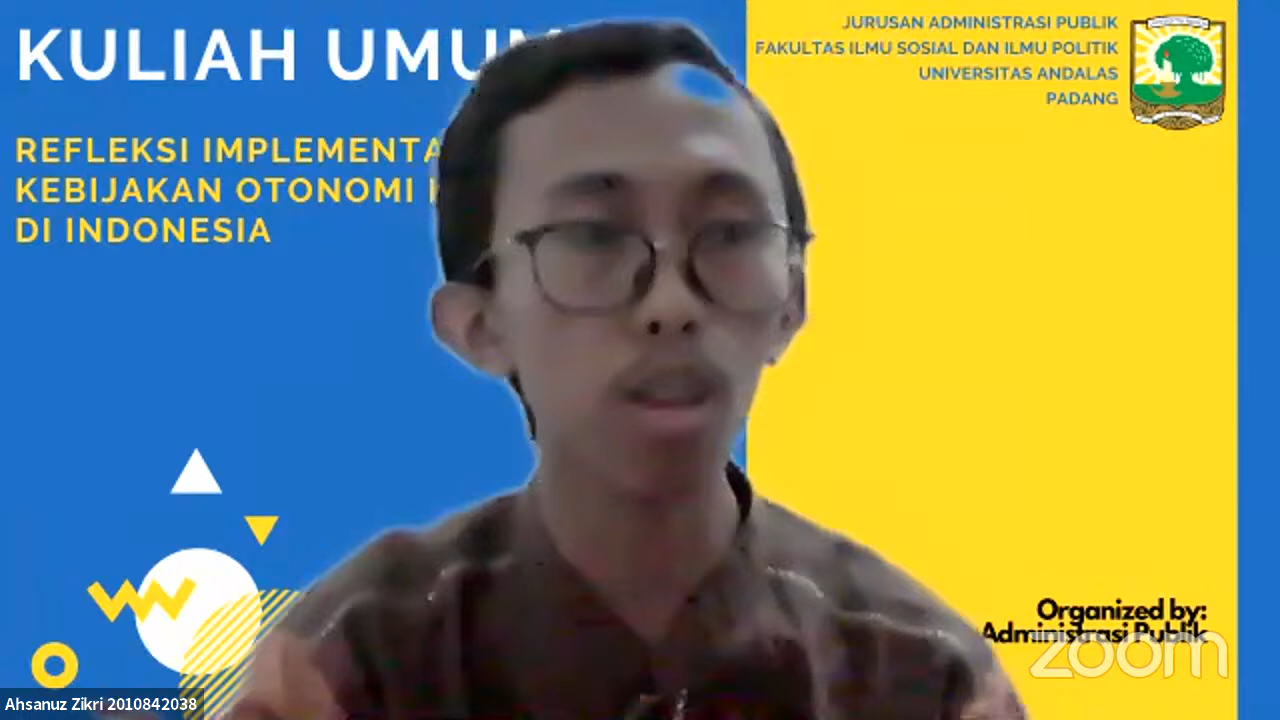 KULIAH UMUM
REFLEKSI IMPLEMENTA
KEBIJAKAN OTONOMI
DI INDONESIA
JURUSAN ADMINISTRASI PUBLIK
FAKULTAS ILMU SOSIAL DAN ILMU POLITIK
UNIVERSITAS ANDALAS
PADANG
Organized by:
Administrasi Publik
zoom
Ahsanuz Zikri 2010842038